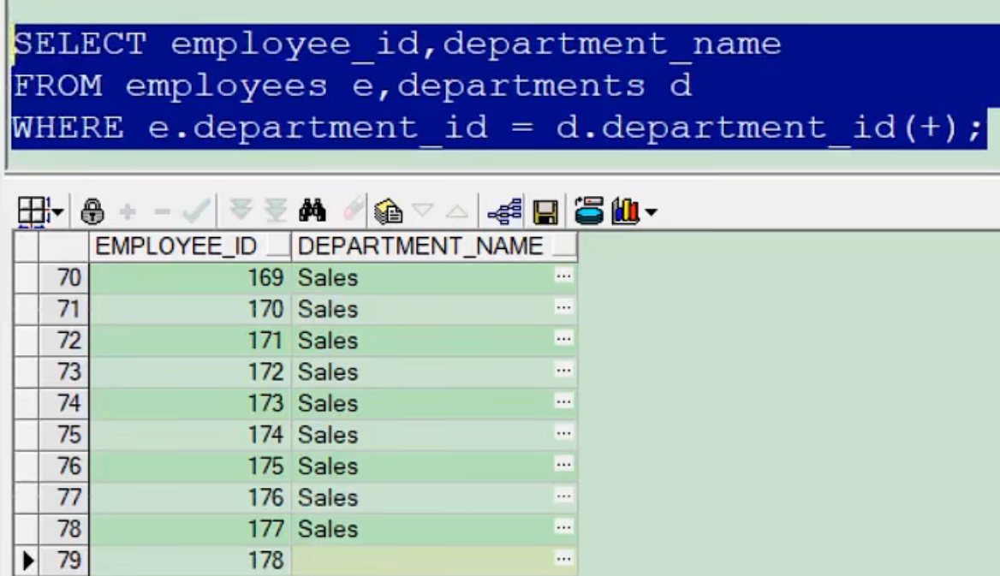 SELECT employee_id,department_name
FROM employees e,departments d
WHERE e.department_id = d.department_id(+);
EMPLOYEE_ID DEPARTMENT_NAME
70 169 Sales ...
71 170 Sales ...
72 171 Sales ...
73 172 Sales ...
74 173 Sales ...
75 174 Sales ...
76 175 Sales ...
77 176 Sales ...
78 177 Sales ...
79 178 ...